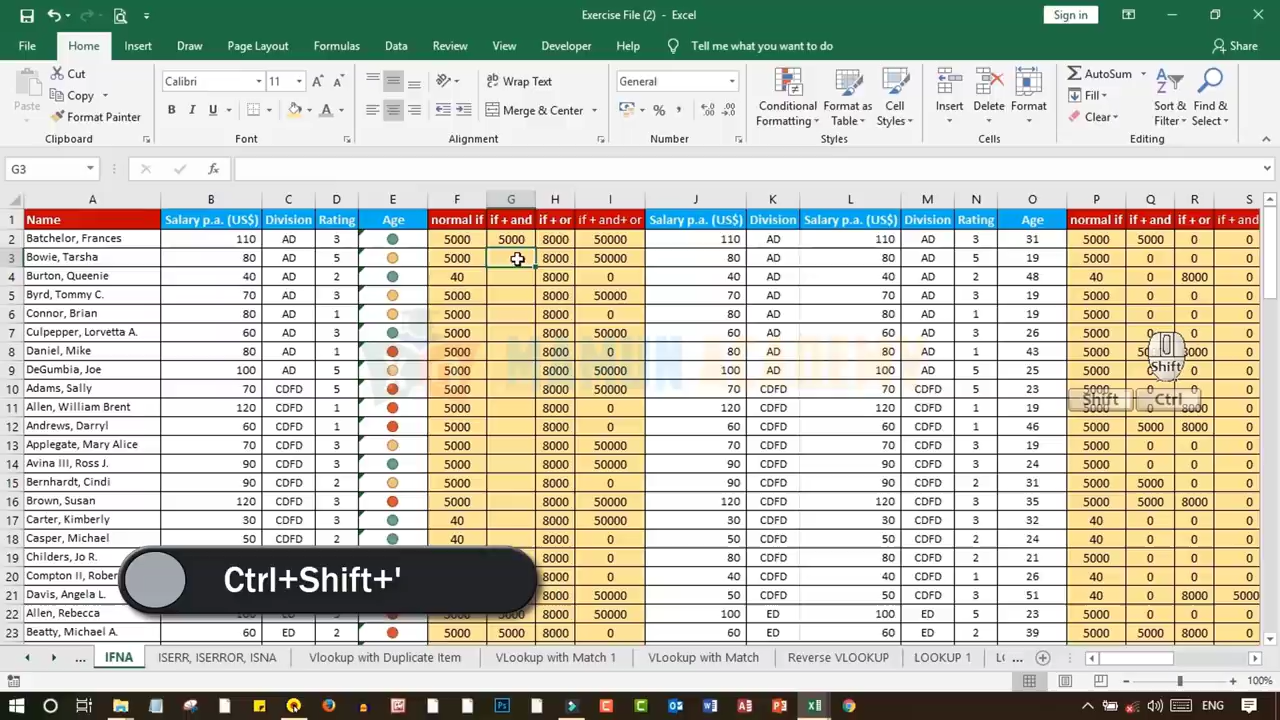 Exercise File (2) - Excel
Sign in
File Home Insert Draw Page Layout Formulas Data Review View Developer Help Tell me what you want to do Share
Paste Cut Copy Format Painter Clipboard
Calibri 11 B I U Font
Wrap Text Merge & Center Alignment
General % , Number
Conditional Formatting Format as Table Cell Styles Styles
Insert Delete Format Cells
AutoSum Fill Clear Sort & Filter Find & Select Editing
G3 fx
A B C D E F G H I J K L M N O P Q R S
1 Name Salary p.a. (US$) Division Rating Age normal if if + and if + or if + and+ or Salary p.a. (US$) Division Salary p.a. (US$) Division Rating Age normal if if + and if + or if + and
2 Batchelor, Frances 110 AD 3 5000 5000 8000 50000 110 AD 110 AD 3 31 5000 5000 0 0
3 Bowie, Tarsha 80 AD 5 5000 8000 50000 80 AD 80 AD 5 19 5000 0 0 0
4 Burton, Queenie 40 AD 2 40 8000 0 40 AD 40 AD 2 48 40 0 8000 0
5 Byrd, Tommy C. 70 AD 3 5000 8000 50000 70 AD 70 AD 3 19 5000 0 0 0
6 Connor, Brian 80 AD 1 5000 8000 0 80 AD 80 AD 1 19 5000 0 0 0
7 Culpepper, Lorvetta A. 60 AD 3 5000 8000 50000 60 AD 60 AD 3 26 5000 0 0
8 Daniel, Mike 80 AD 1 5000 8000 0 80 AD 80 AD 1 43 5000 8000 0
9 DeGumbia, Joe 100 AD 5 5000 8000 50000 100 AD 100 AD 5 25 5000 0 0 0
10 Adams, Sally 70 CDFD 5 5000 8000 50000 70 CDFD 70 CDFD 5 23 5000 0 0 0
11 Allen, William Brent 120 CDFD 1 5000 8000 0 120 CDFD 120 CDFD 1 19 5000 0 8000 0
12 Andrews, Darryl 60 CDFD 1 5000 8000 0 60 CDFD 60 CDFD 1 46 5000 5000 8000 0
13 Applegate, Mary Alice 70 CDFD 3 5000 8000 50000 70 CDFD 70 CDFD 3 19 5000 0 0 0
14 Avina III, Ross J. 90 CDFD 3 5000 8000 50000 90 CDFD 90 CDFD 3 24 5000 0 0 0
15 Bernhardt, Cindi 90 CDFD 2 5000 8000 0 90 CDFD 90 CDFD 2 31 5000 5000 0 0
16 Brown, Susan 120 CDFD 3 5000 8000 50000 120 CDFD 120 CDFD 3 35 5000 5000 8000 0
17 Carter, Kimberly 30 CDFD 3 40 8000 50000 30 CDFD 30 CDFD 3 32 40 0 0 0
18 Casper, Michael 50 CDFD 2 40 8000 0 50 CDFD 50 CDFD 2 24 40 0 0 0
19 Childers, Jo R. 8000 0 80 CDFD 80 CDFD 2 21 5000 0 0 0
20 Compton II, Rober 8000 0 40 CDFD 40 CDFD 1 26 40 0 0 0
21 Davis, Angela L. 8000 50000 50 CDFD 50 CDFD 3 51 40 0 8000 5000
22 Allen, Rebecca 8000 50000 100 ED 100 ED 5 23 5000 0 0 0
23 Beatty, Michael A. 60 ED 2 5000 5000 8000 0 60 ED 60 ED 2 39 5000 5000 8000 0
MAMUN ACADEMY
Shift
Shift Ctrl
Ctrl+Shift+'
... IFNA ISERR, ISERROR, ISNA Vlookup with Duplicate Item VLookup with Match 1 VLookup with Match Reverse VLOOKUP LOOKUP 1 LC ...
100%
ENG